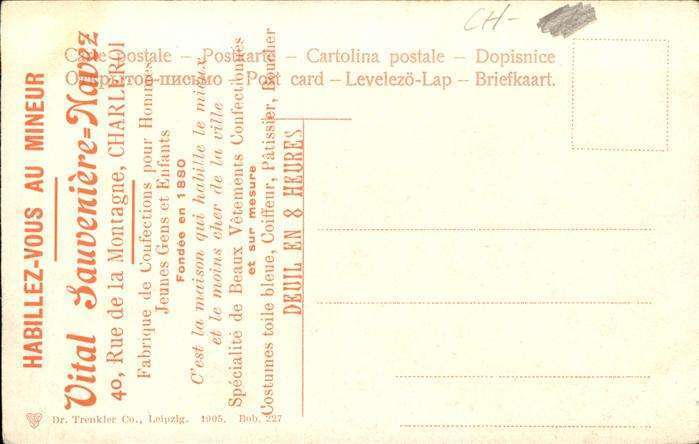 CH-
Carte postale – Postkarte – Cartolina postale – Dopisnice
Открытое-письмо – Post card – Levelezö-Lap – Briefkaart.
HABILLEZ-VOUS AU MINEUR
Vital Sauvenière=Navez
40, Rue de la Montagne, CHARLEROI
Fabrique de Confections pour Hommes
Jeunes Gens et Enfants
Fondée en 1880
C'est la maison qui habille le mieux
et le moins cher de la ville
Spécialité de Beaux Vêtements Confectionnés
et sur mesure
Costumes toile bleue, Coiffeur, Pâtissier, Boucher
DEUIL EN 8 HEURES
Dr. Trenkler Co., Leipzig. 1905. Bob. 227